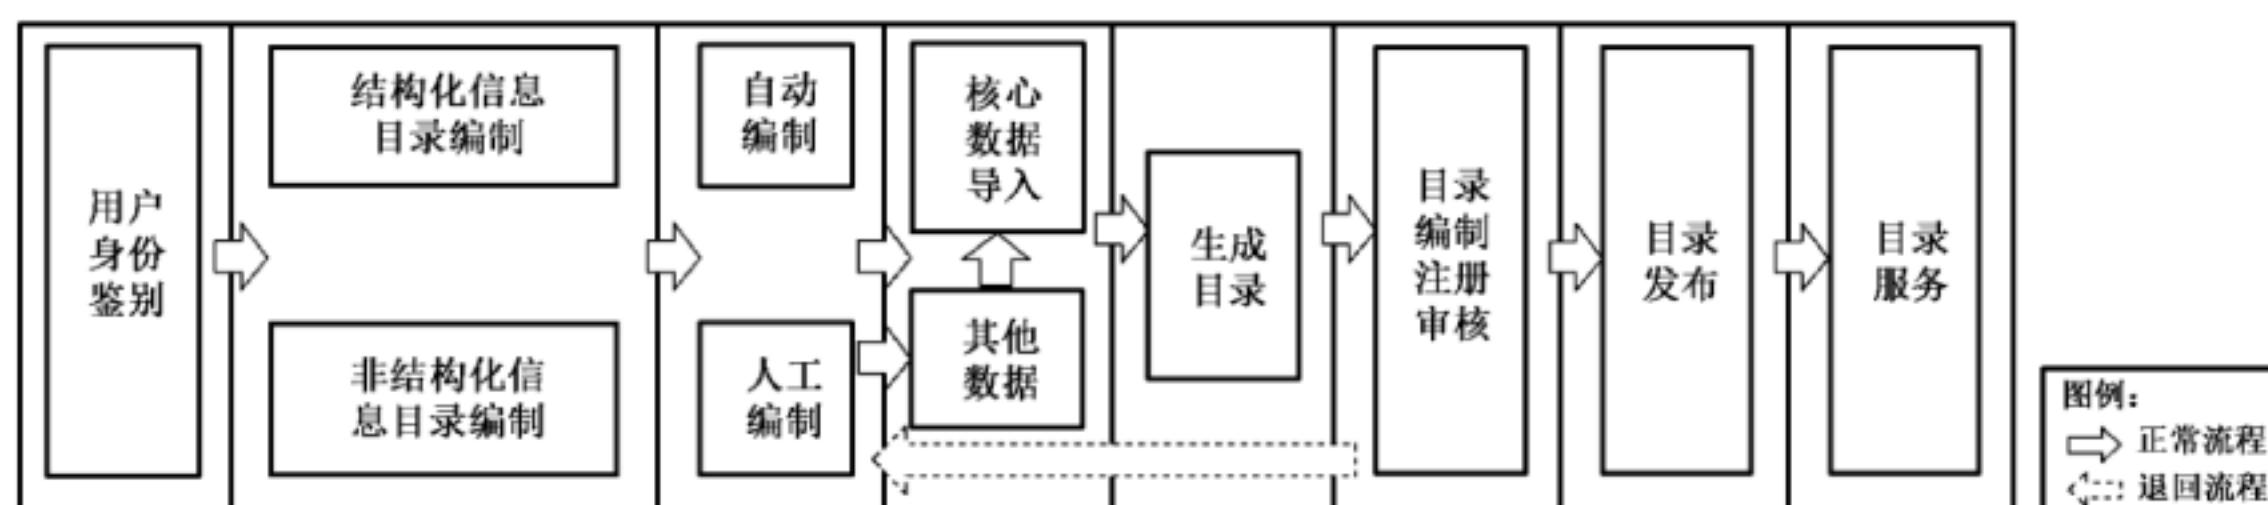 用户
身份
鉴别
结构化信息
目录编制
非结构化信
息目录编制
自动
编制
人工
编制
核心
数据
导入
其他
数据
生成
目录
目录
编制
注册
审核
目录
发布
目录
服务
图例：
正常流程
退回流程